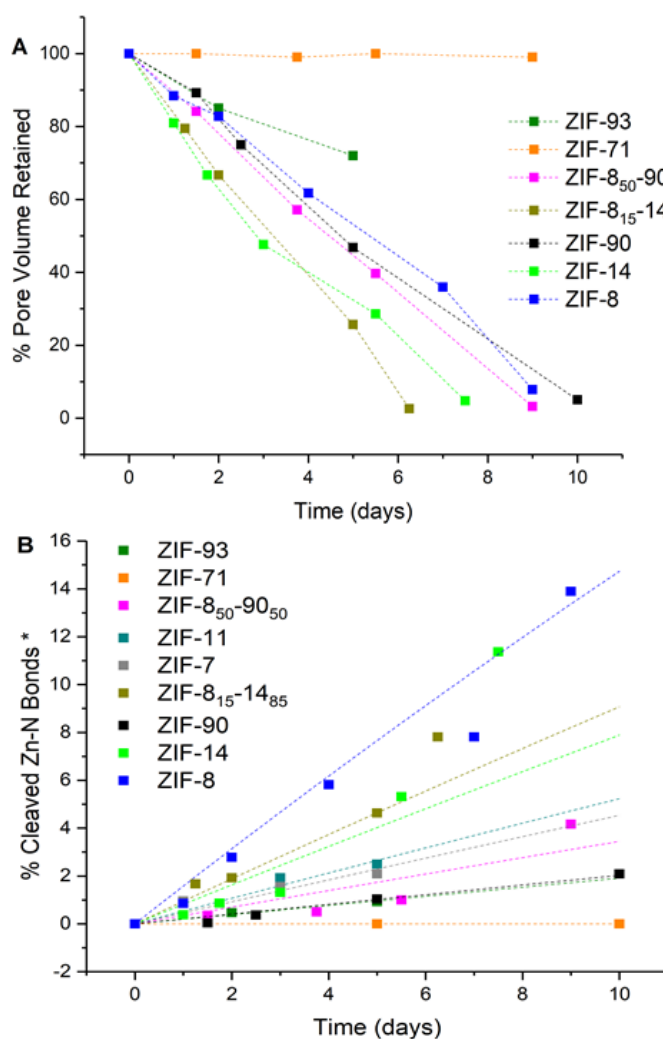 A
100
80
60
40
20
0
% Pore Volume Retained
0 2 4 6 8 10
Time (days)
ZIF-93
ZIF-71
ZIF-8₅₀-90
ZIF-8₁₅-14
ZIF-90
ZIF-14
ZIF-8
B
16
14
12
10
8
6
4
2
0
-2
% Cleaved Zn-N Bonds *
0 2 4 6 8 10
Time (days)
ZIF-93
ZIF-71
ZIF-8₅₀-90₅₀
ZIF-11
ZIF-7
ZIF-8₁₅-14₈₅
ZIF-90
ZIF-14
ZIF-8